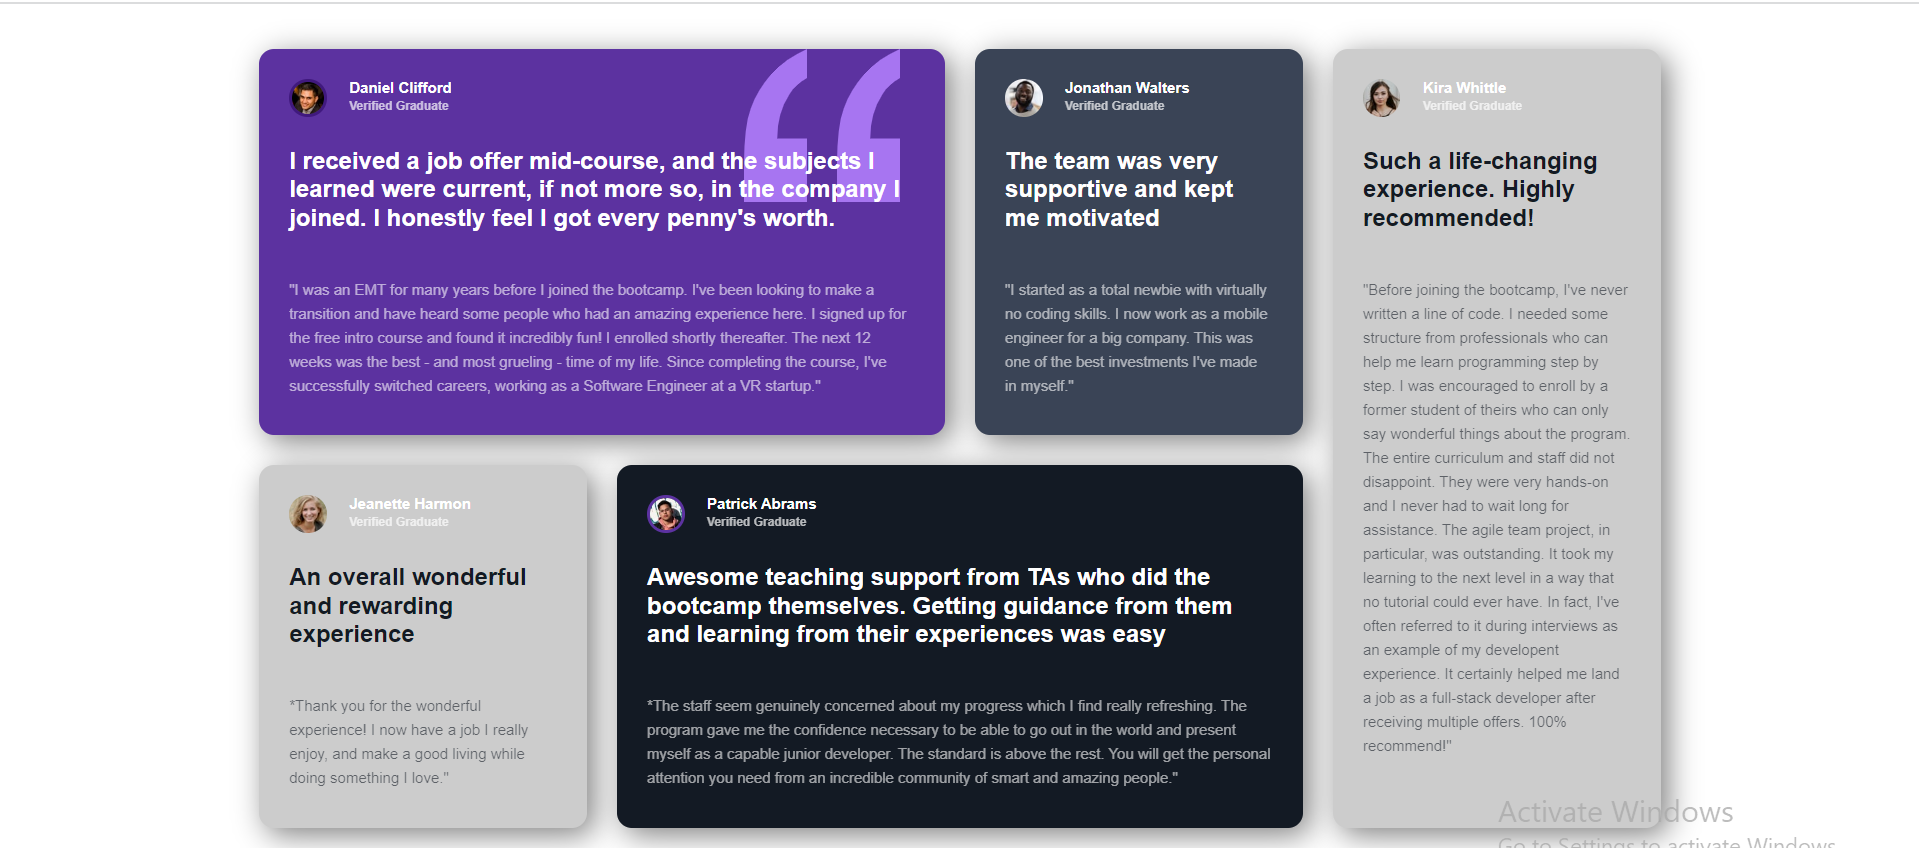 Daniel Clifford
Verified Graduate
I received a job offer mid-course, and the subjects I
learned were current, if not more so, in the company I
joined. I honestly feel I got every penny's worth.
"I was an EMT for many years before I joined the bootcamp. I've been looking to make a
transition and have heard some people who had an amazing experience here. I signed up for
the free intro course and found it incredibly fun! I enrolled shortly thereafter. The next 12
weeks was the best - and most grueling - time of my life. Since completing the course, I've
successfully switched careers, working as a Software Engineer at a VR startup."
Jonathan Walters
Verified Graduate
The team was very
supportive and kept
me motivated
"I started as a total newbie with virtually
no coding skills. I now work as a mobile
engineer for a big company. This was
one of the best investments I've made
in myself."
Kira Whittle
Verified Graduate
Such a life-changing
experience. Highly
recommended!
"Before joining the bootcamp, I've never
written a line of code. I needed some
structure from professionals who can
help me learn programming step by
step. I was encouraged to enroll by a
former student of theirs who can only
say wonderful things about the program.
The entire curriculum and staff did not
disappoint. They were very hands-on
and I never had to wait long for
assistance. The agile team project, in
particular, was outstanding. It took my
learning to the next level in a way that
no tutorial could ever have. In fact, I've
often referred to it during interviews as
an example of my developent
experience. It certainly helped me land
a job as a full-stack developer after
receiving multiple offers. 100%
recommend!"
Jeanette Harmon
Verified Graduate
An overall wonderful
and rewarding
experience
*Thank you for the wonderful
experience! I now have a job I really
enjoy, and make a good living while
doing something I love."
Patrick Abrams
Verified Graduate
Awesome teaching support from TAs who did the
bootcamp themselves. Getting guidance from them
and learning from their experiences was easy
*The staff seem genuinely concerned about my progress which I find really refreshing. The
program gave me the confidence necessary to be able to go out in the world and present
myself as a capable junior developer. The standard is above the rest. You will get the personal
attention you need from an incredible community of smart and amazing people."
Activate Windows
Go to Settings to activate Windows